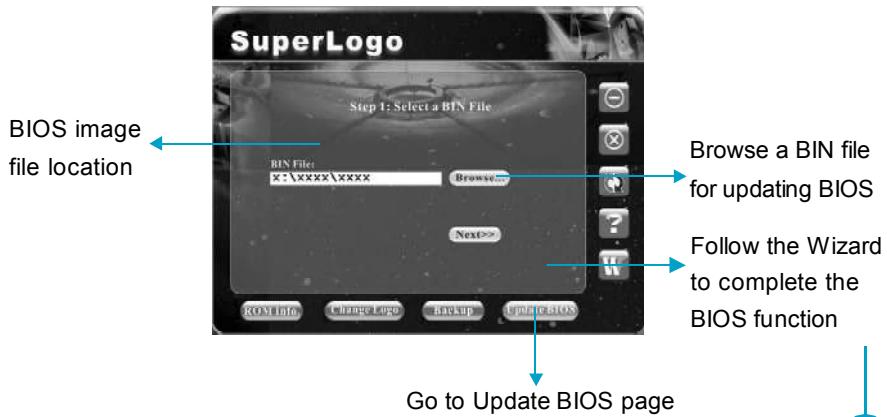 SuperLogo
Step 1: Select a BIN File
BIOS image
file location
BIN File:
x:\xxxx\xxxx
Browse...
Browse a BIN file
for updating BIOS
Next>>
?
W
Follow the Wizard
to complete the
BIOS function
ROM Info.
Change Logo
Backup
Update BIOS
Go to Update BIOS page